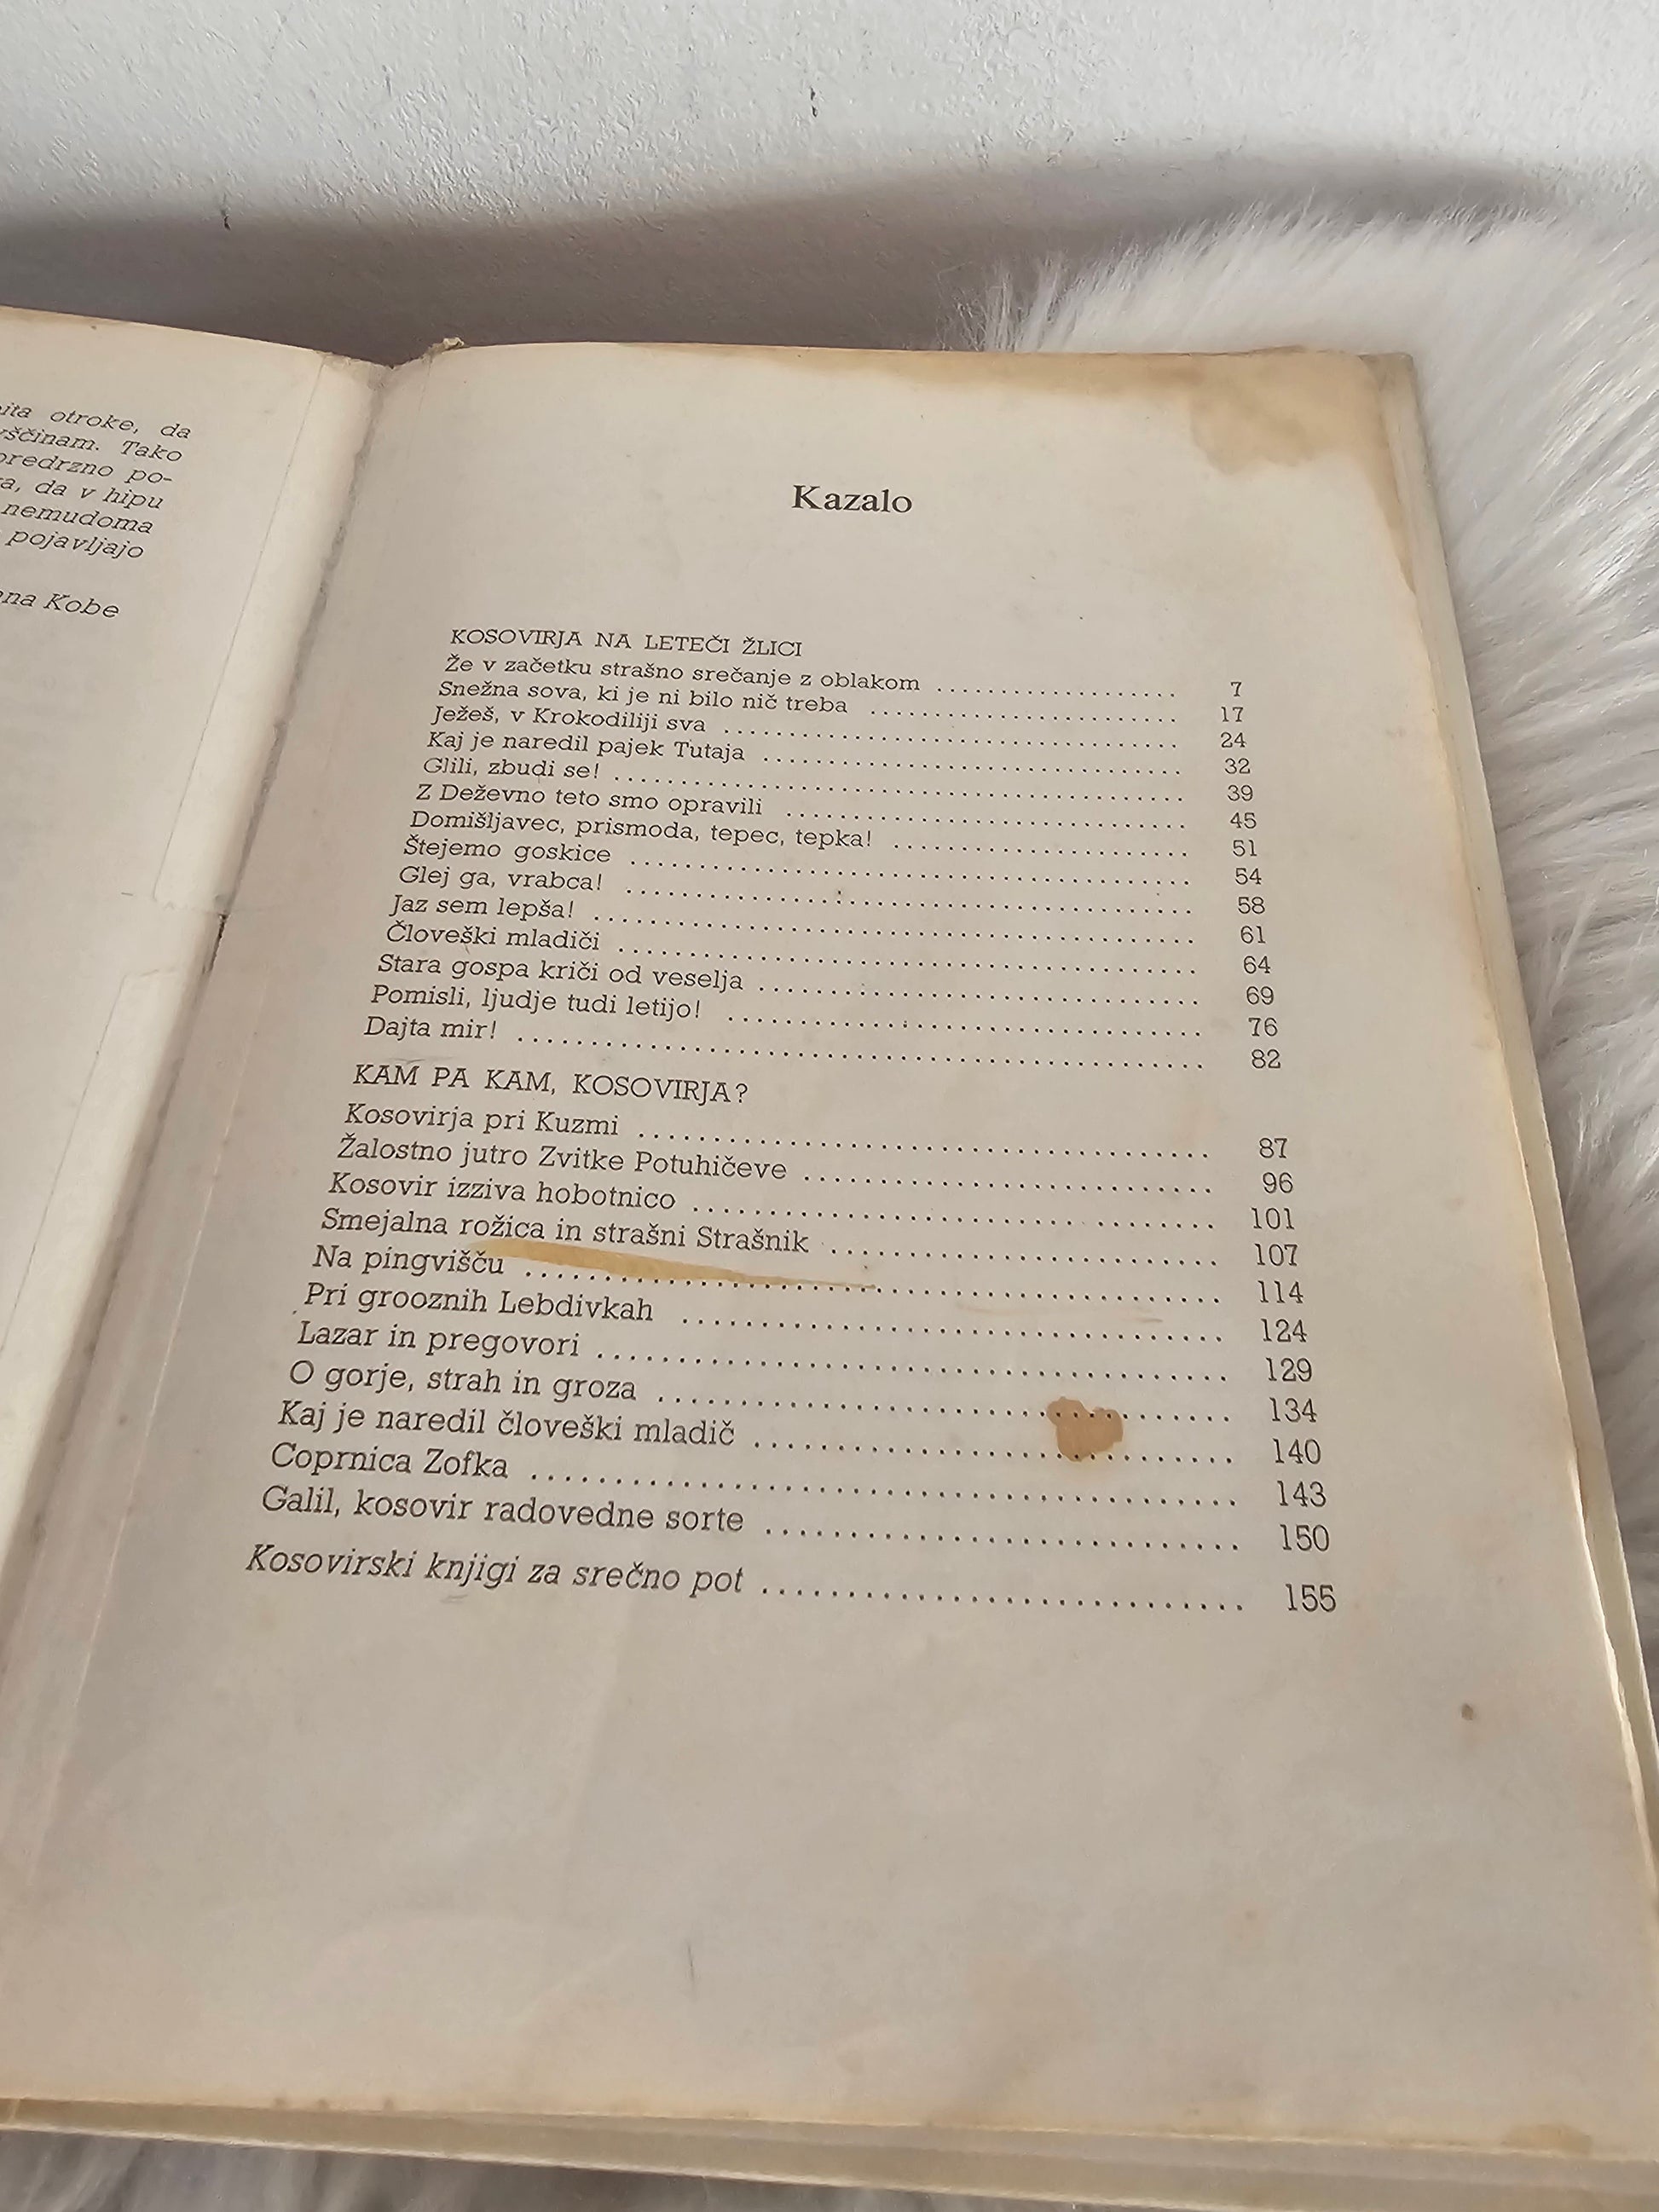 otroke, da
Tako
po-
da v hipu
nemudoma
pojavljajo
Kobe
Kazalo
KOSOVIRJA NA LETEČI ŽLICI
Že v začetku strašno srečanje z oblakom ................... 7
Snežna sova, ki je ni bilo nič treba ........................ 17
Ježeš, v Krokodiliji sva .................................... 24
Kaj je naredil pajek Tutaja ................................. 32
Glili, zbudi se! ............................................. 39
Z Deževno teto smo opravili ................................ 45
Domišljavec, prismoda, tepec, tepka! ........................ 51
Štejemo goskice ............................................ 54
Glej ga, vrabca! ............................................ 58
Jaz sem lepša! .............................................. 61
Človeški mladiči ............................................ 64
Stara gospa kriči od veselja ................................. 69
Pomisli, ljudje tudi letijo! ................................... 76
Dajta mir! .................................................. 82
KAM PA KAM, KOSOVIRJA?
Kosovirja pri Kuzmi ......................................... 87
Žalostno jutro Zvitke Potuhičeve ............................. 96
Kosovir izziva hobotnico .................................... 101
Smejalna rožica in strašni Strašnik .......................... 107
Na pingvišču ............................................... 114
Pri grooznih Lebdivkah ..................................... 124
Lazar in pregovori .......................................... 129
O gorje, strah in groza ...................................... 134
Kaj je naredil človeški mladič ................................ 140
Coprnica Zofka ............................................. 143
Galil, kosovir radovedne sorte ............................... 150
Kosovirski knjigi za srečno pot .............................. 155